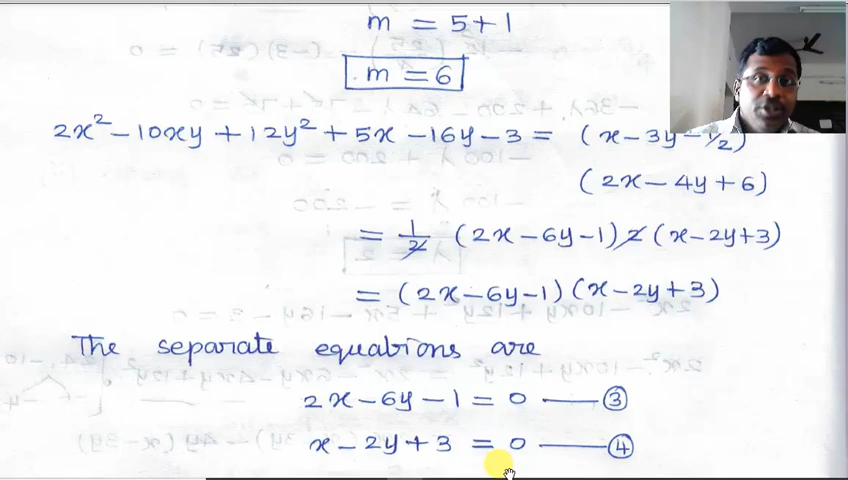 m = 5+1
m = 6
2x² - 10xy + 12y² + 5x - 16y - 3 = (x - 3y - 1/2)
(2x - 4y + 6)
= 1/2 (2x - 6y - 1) 2 (x - 2y + 3)
= (2x - 6y - 1) (x - 2y + 3)
The separate equations are
2x - 6y - 1 = 0 —— ③
x - 2y + 3 = 0 —— ④